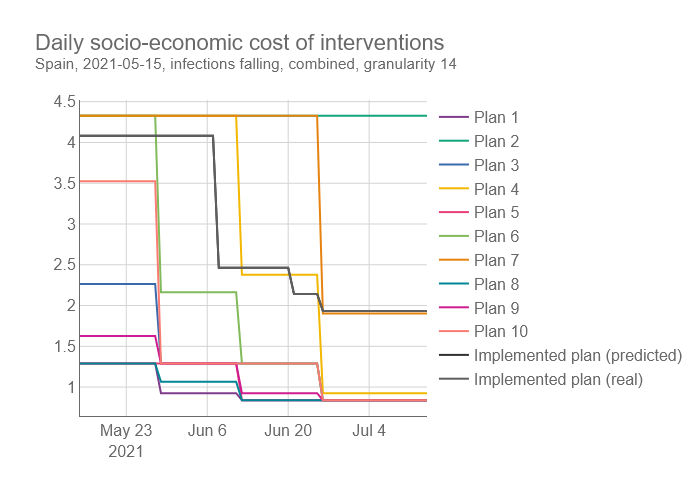 Daily socio-economic cost of interventions
Spain, 2021-05-15, infections falling, combined, granularity 14
4.5
4
3.5
3
2.5
2
1.5
1
May 23
2021
Jun 6
Jun 20
Jul 4
Plan 1
Plan 2
Plan 3
Plan 4
Plan 5
Plan 6
Plan 7
Plan 8
Plan 9
Plan 10
Implemented plan (predicted)
Implemented plan (real)